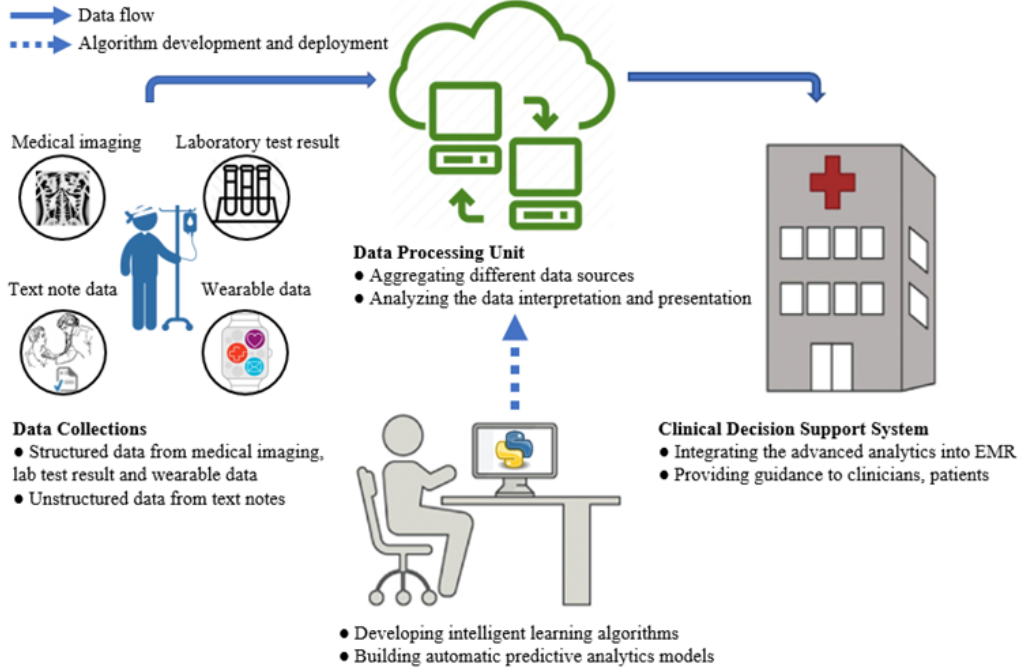 Data flow
Algorithm development and deployment
Medical imaging
Laboratory test result
Text note data
Wearable data
Data Collections
● Structured data from medical imaging,
lab test result and wearable data
● Unstructured data from text notes
Data Processing Unit
● Aggregating different data sources
● Analyzing the data interpretation and presentation
● Developing intelligent learning algorithms
● Building automatic predictive analytics models
Clinical Decision Support System
● Integrating the advanced analytics into EMR
● Providing guidance to clinicians, patients